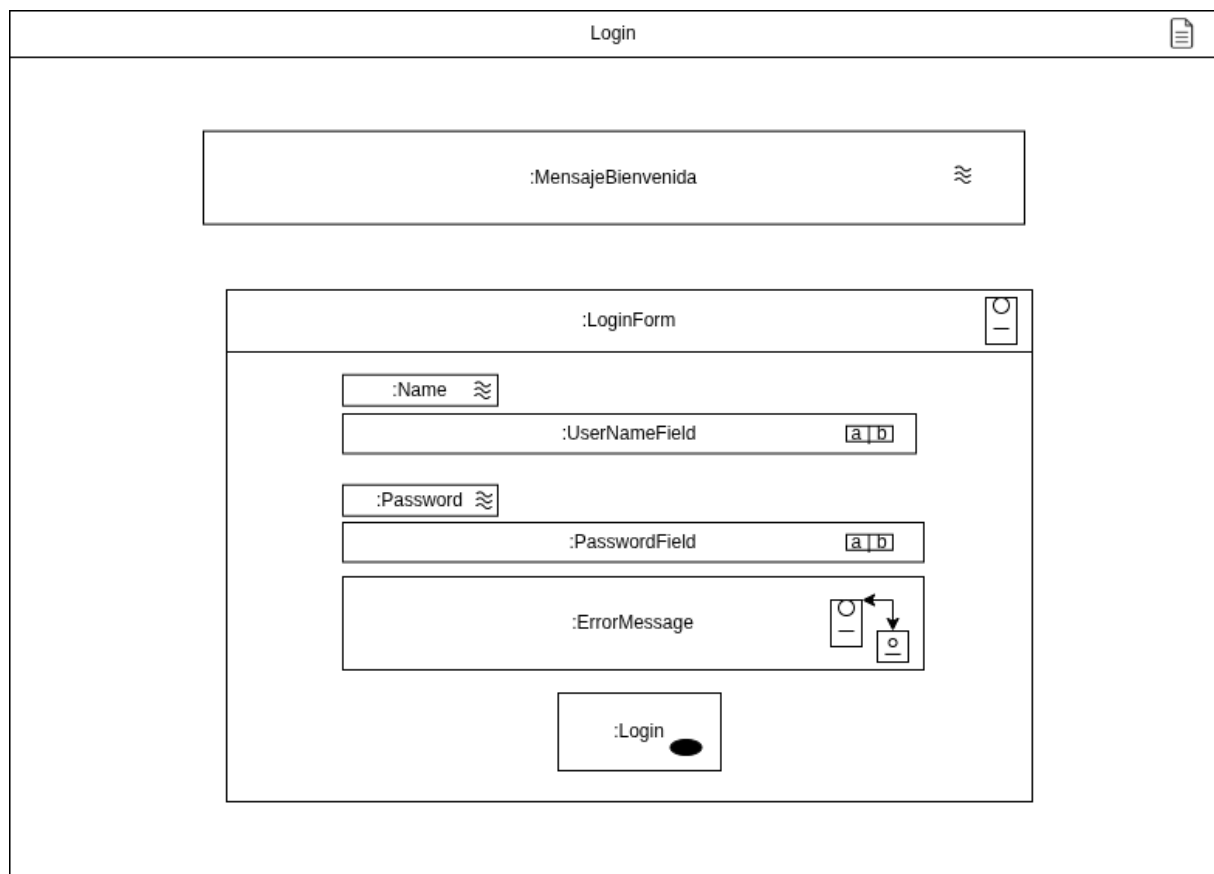 Login
:MensajeBienvenida
:LoginForm
:Name
:UserNameField
a|b
:Password
:PasswordField
a|b
:ErrorMessage
:Login